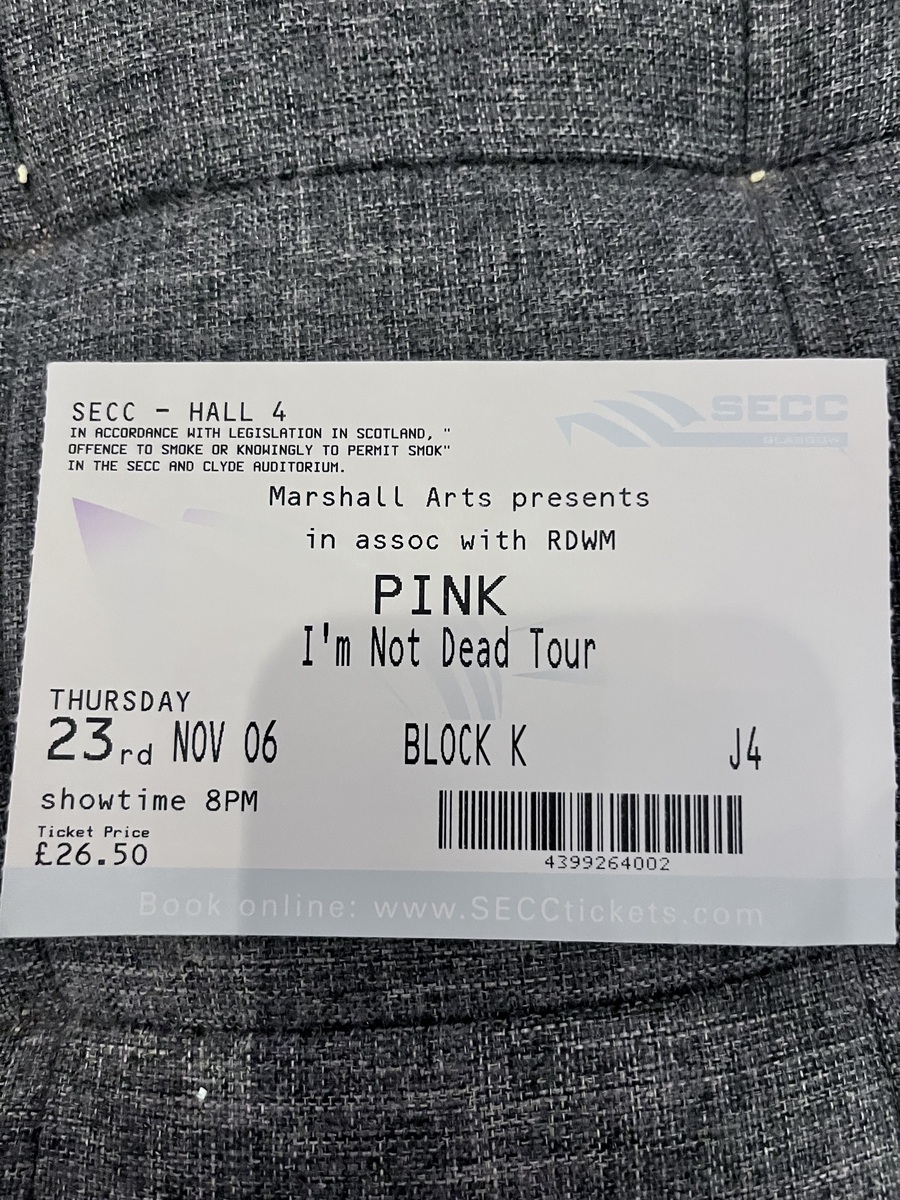 SECC - HALL 4
IN ACCORDANCE WITH LEGISLATION IN SCOTLAND, "
OFFENCE TO SMOKE OR KNOWINGLY TO PERMIT SMOK"
IN THE SECC AND CLYDE AUDITORIUM.
SECC
GLASGOW
Marshall Arts presents
in assoc with RDWM
PINK
I'm Not Dead Tour
THURSDAY
23rd NOV 06 BLOCK K J4
showtime 8PM
Ticket Price
£26.50
4399264002
Book online: www.SECCtickets.com